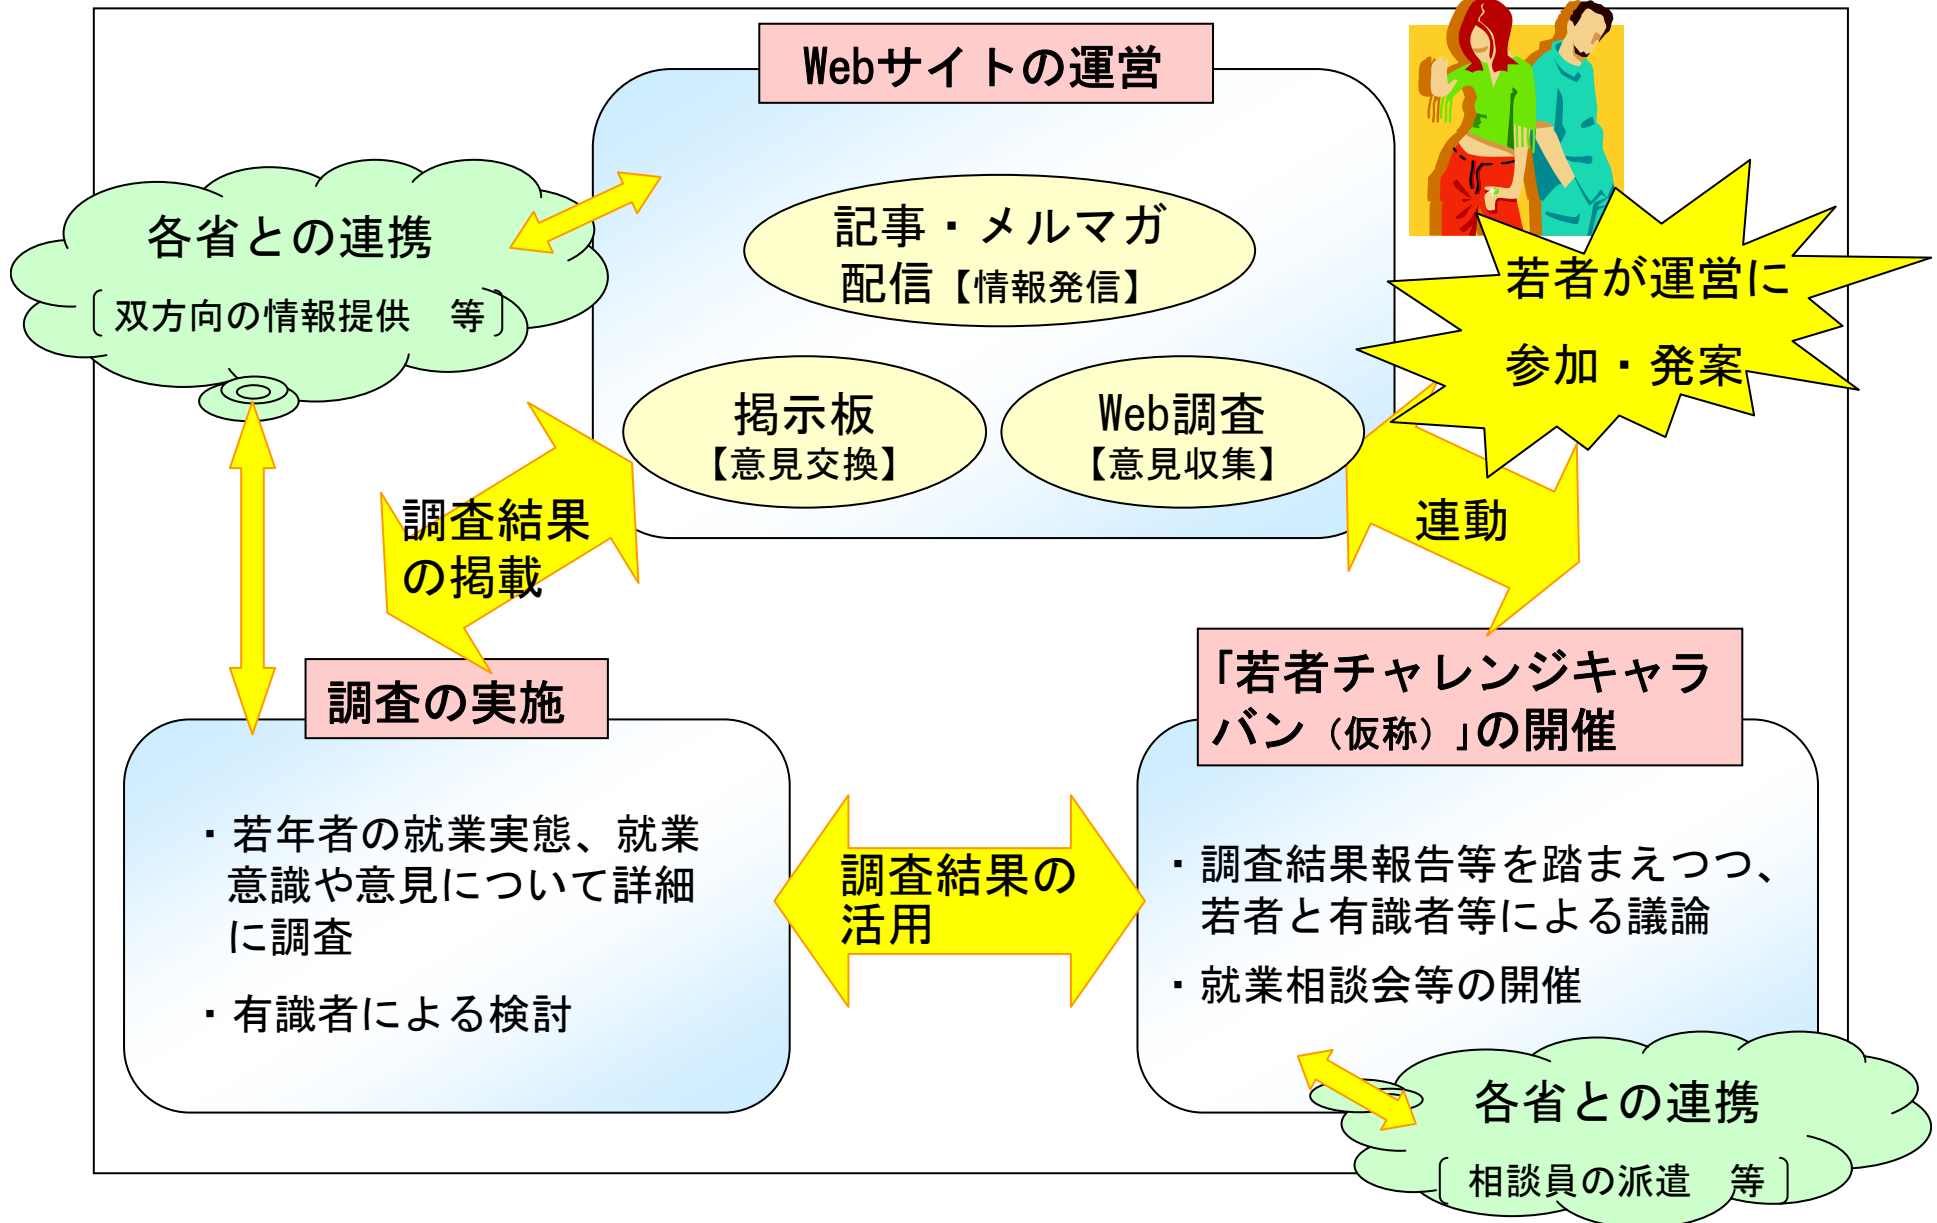 Webサイトの運営
各省との連携
〔双方向の情報提供　等〕
記事・メルマガ
配信【情報発信】
掲示板
【意見交換】
Web調査
【意見収集】
若者が運営に
参加・発案
調査結果
の掲載
連動
調査の実施
・若年者の就業実態、就業
意識や意見について詳細
に調査
・有識者による検討
調査結果の
活用
「若者チャレンジキャラ
バン（仮称）」の開催
・調査結果報告等を踏まえつつ、
若者と有識者等による議論
・就業相談会等の開催
各省との連携
〔相談員の派遣　等〕